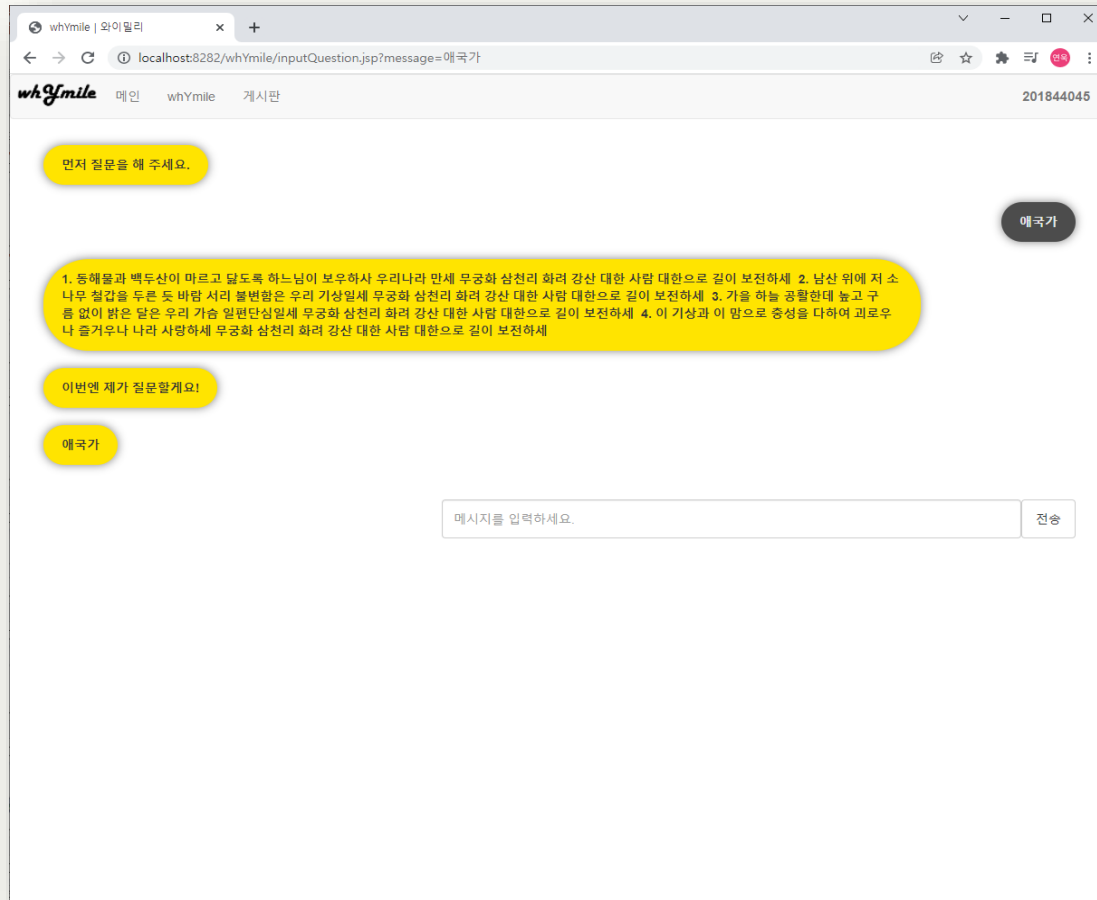 whYmile | 와이밀리
localhost:8282/whYmile/inputQuestion.jsp?message=애국가
연옥
whYmile 메인 whYmile 게시판 201844045
먼저 질문을 해 주세요.
애국가
1. 동해물과 백두산이 마르고 닳도록 하느님이 보우하사 우리나라 만세 무궁화 삼천리 화려 강산 대한 사람 대한으로 길이 보전하세 2. 남산 위에 저 소
나무 철갑을 두른 듯 바람 서리 불변함은 우리 기상일세 무궁화 삼천리 화려 강산 대한 사람 대한으로 길이 보전하세 3. 가을 하늘 공활한데 높고 구
름 없이 밝은 달은 우리 가슴 일편단심일세 무궁화 삼천리 화려 강산 대한 사람 대한으로 길이 보전하세 4. 이 기상과 이 맘으로 충성을 다하여 괴로우
나 즐거우나 나라 사랑하세 무궁화 삼천리 화려 강산 대한 사람 대한으로 길이 보전하세
이번엔 제가 질문할게요!
애국가
메시지를 입력하세요. 전송